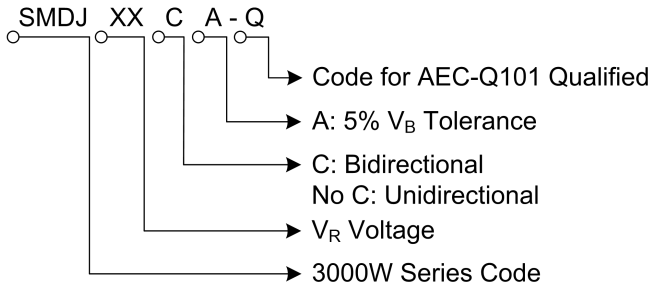 SMDJ XX C A - Q
Code for AEC-Q101 Qualified
A: 5% VB Tolerance
C: Bidirectional
No C: Unidirectional
VR Voltage
3000W Series Code